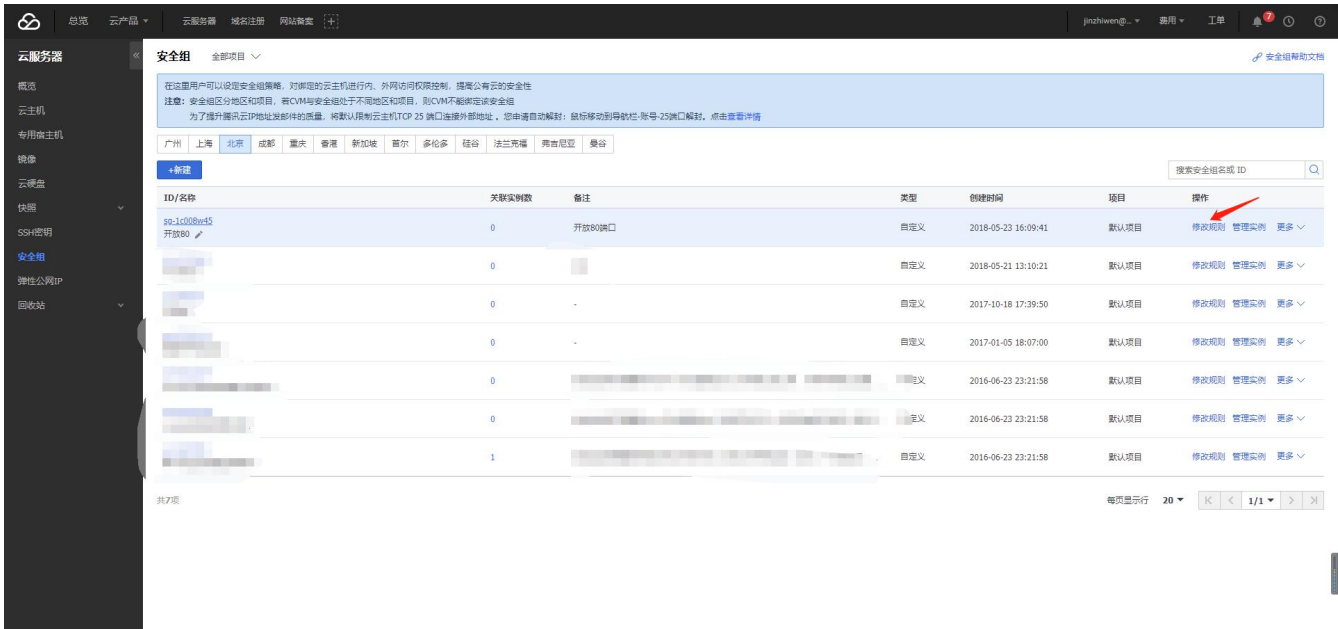 总览 云产品 云服务器 域名注册 网站备案 jinzhiwen@... 费用 工单 7
云服务器
概览
云主机
专用宿主机
镜像
云硬盘
快照
SSH密钥
安全组
弹性公网IP
回收站
安全组 全部项目 安全组帮助文档
在这里用户可以设定安全组策略，对绑定的云主机进行内、外网访问权限控制，提高公有云的安全性
注意：安全组区分地区和项目，若CVM与安全组处于不同地区和项目，则CVM不能绑定该安全组
为了提升腾讯云IP地址发邮件的质量，将默认限制云主机TCP 25 端口连接外部地址。您申请自动解封：鼠标移动到导航栏-账号-25端口解封。点击查看详情
广州 上海 北京 成都 重庆 香港 新加坡 首尔 多伦多 硅谷 法兰克福 弗吉尼亚 曼谷
+新建 搜索安全组名或 ID
ID/名称 关联实例数 备注 类型 创建时间 项目 操作
sg-1c008w45
开放80 0 开放80端口 自定义 2018-05-23 16:09:41 默认项目 修改规则 管理实例 更多
0 自定义 2018-05-21 13:10:21 默认项目 修改规则 管理实例 更多
0 - 自定义 2017-10-18 17:39:50 默认项目 修改规则 管理实例 更多
0 - 自定义 2017-01-05 18:07:00 默认项目 修改规则 管理实例 更多
0 定义 2016-06-23 23:21:58 默认项目 修改规则 管理实例 更多
0 定义 2016-06-23 23:21:58 默认项目 修改规则 管理实例 更多
1 自定义 2016-06-23 23:21:58 默认项目 修改规则 管理实例 更多
共7项 每页显示行 20 1/1